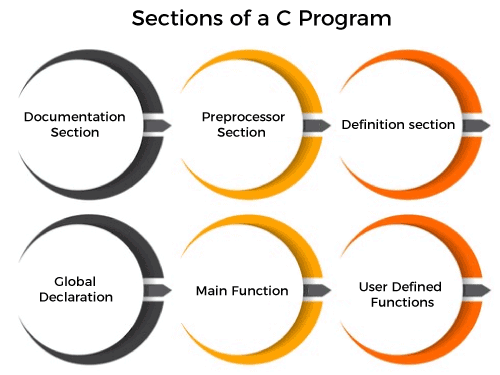 Sections of a C Program
Documentation
Section
Preprocessor
Section
Definition section
Global
Declaration
Main Function
User Defined
Functions